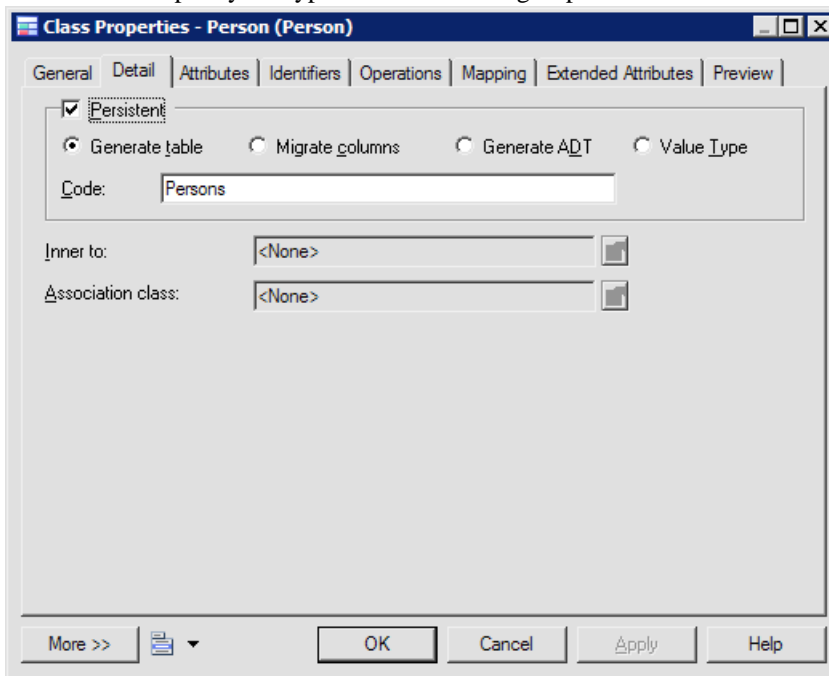 Class Properties - Person (Person)
General Detail Attributes Identifiers Operations Mapping Extended Attributes Preview
Persistent
Generate table Migrate columns Generate ADT Value Type
Code: Persons
Inner to: <None>
Association class: <None>
More >> OK Cancel Apply Help